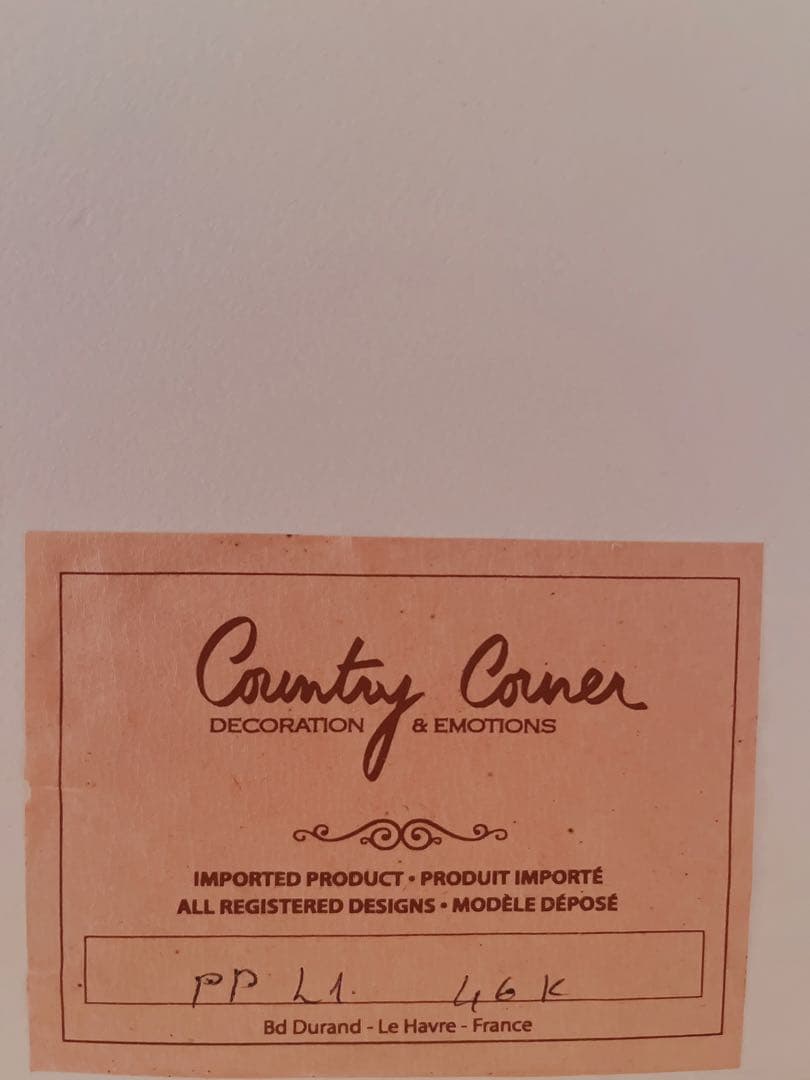 Country Corner
DECORATION & EMOTIONS
IMPORTED PRODUCT • PRODUIT IMPORTÉ
ALL REGISTERED DESIGNS • MODÈLE DÉPOSÉ
PP L1. 46K
Bd Durand - Le Havre - France